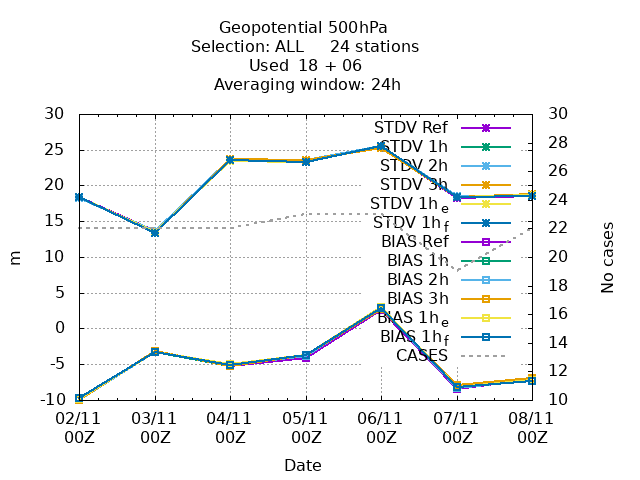 Geopotential 500hPa
Selection: ALL 24 stations
Used 18 + 06
Averaging window: 24h
30 30
25 28
20 26
15 24
10 22
5 20
0 18
-5 16
-10 14
12
10
m
No cases
STDV Ref
STDV 1h
STDV 2h
STDV 3h
STDV 1he
STDV 1hf
BIAS Ref
BIAS 1h
BIAS 2h
BIAS 3h
BIAS 1he
BIAS 1hf
CASES
02/11 03/11 04/11 05/11 06/11 07/11 08/11
00Z 00Z 00Z 00Z 00Z 00Z 00Z
Date